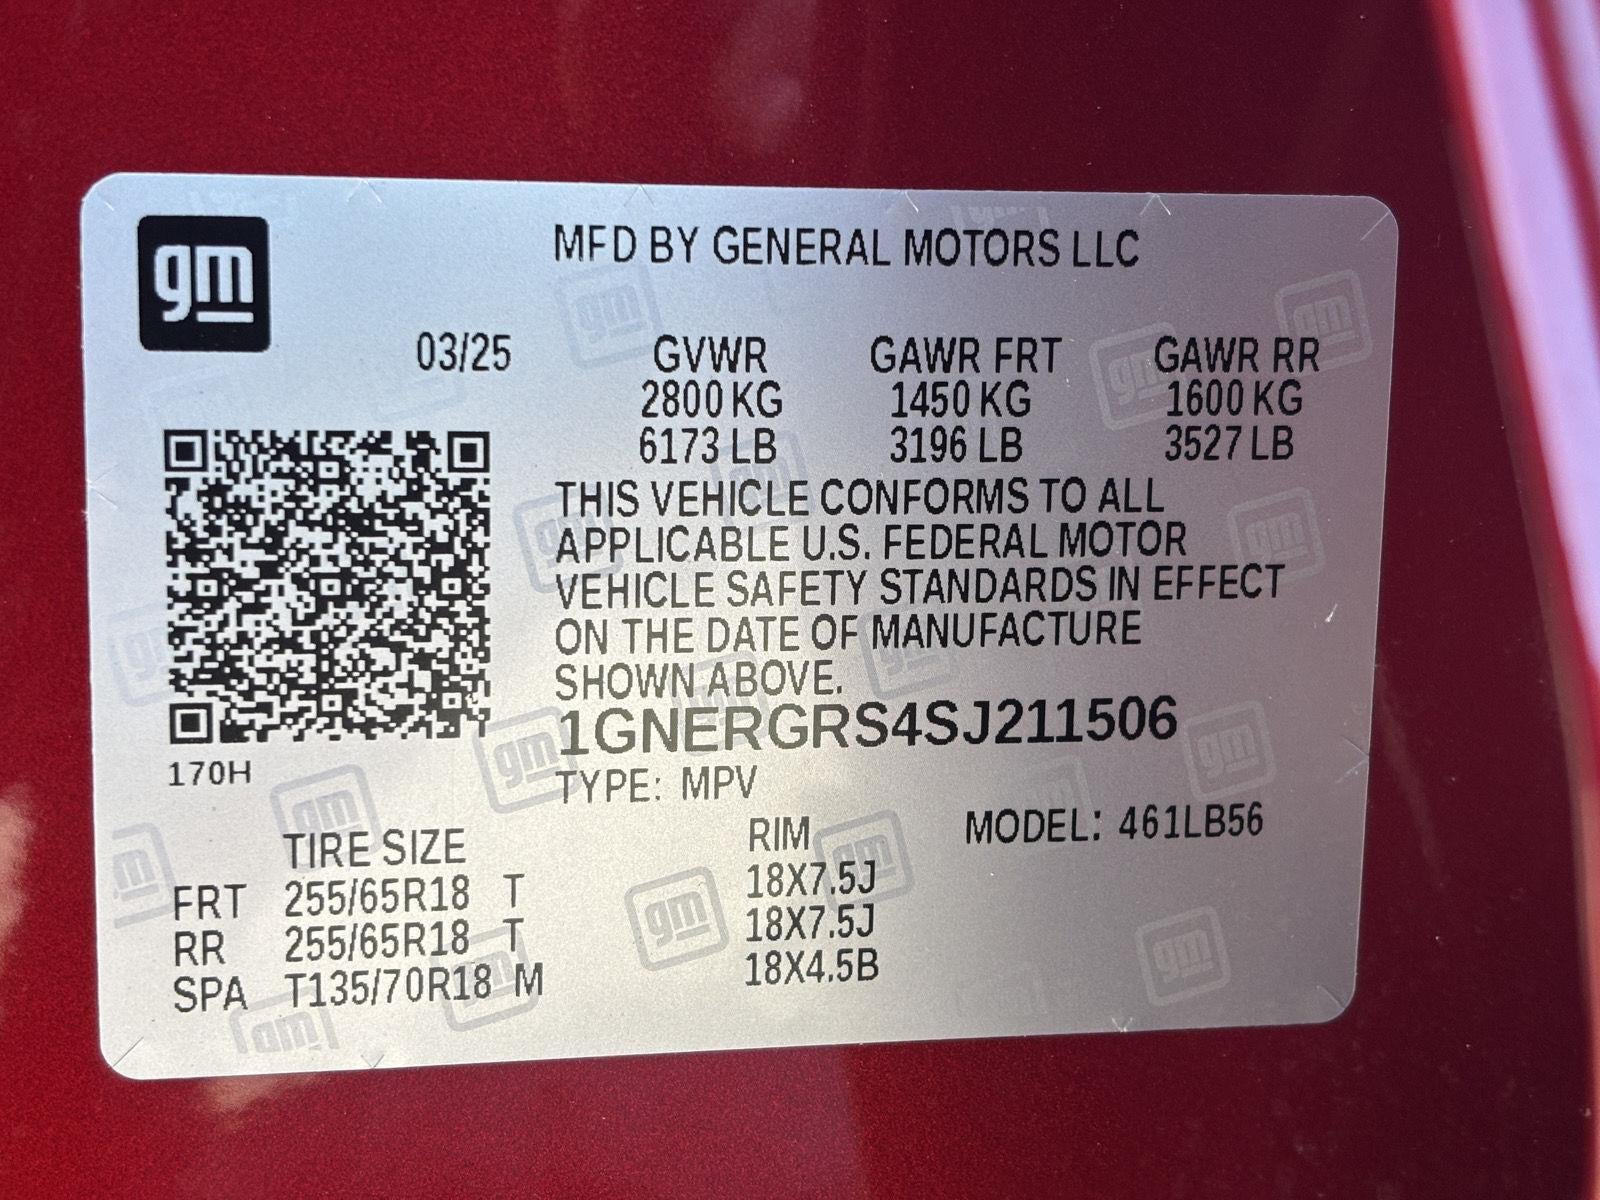 gm
MFD BY GENERAL MOTORS LLC
03/25 GVWR GAWR FRT GAWR RR
2800 KG 1450 KG 1600 KG
6173 LB 3196 LB 3527 LB
THIS VEHICLE CONFORMS TO ALL
APPLICABLE U.S. FEDERAL MOTOR
VEHICLE SAFETY STANDARDS IN EFFECT
ON THE DATE OF MANUFACTURE
SHOWN ABOVE.
1GNERGRS4SJ211506
170H
TYPE: MPV
MODEL: 461LB56
TIRE SIZE RIM
FRT 255/65R18 T 18X7.5J
RR 255/65R18 T 18X7.5J
SPA T135/70R18 M 18X4.5B